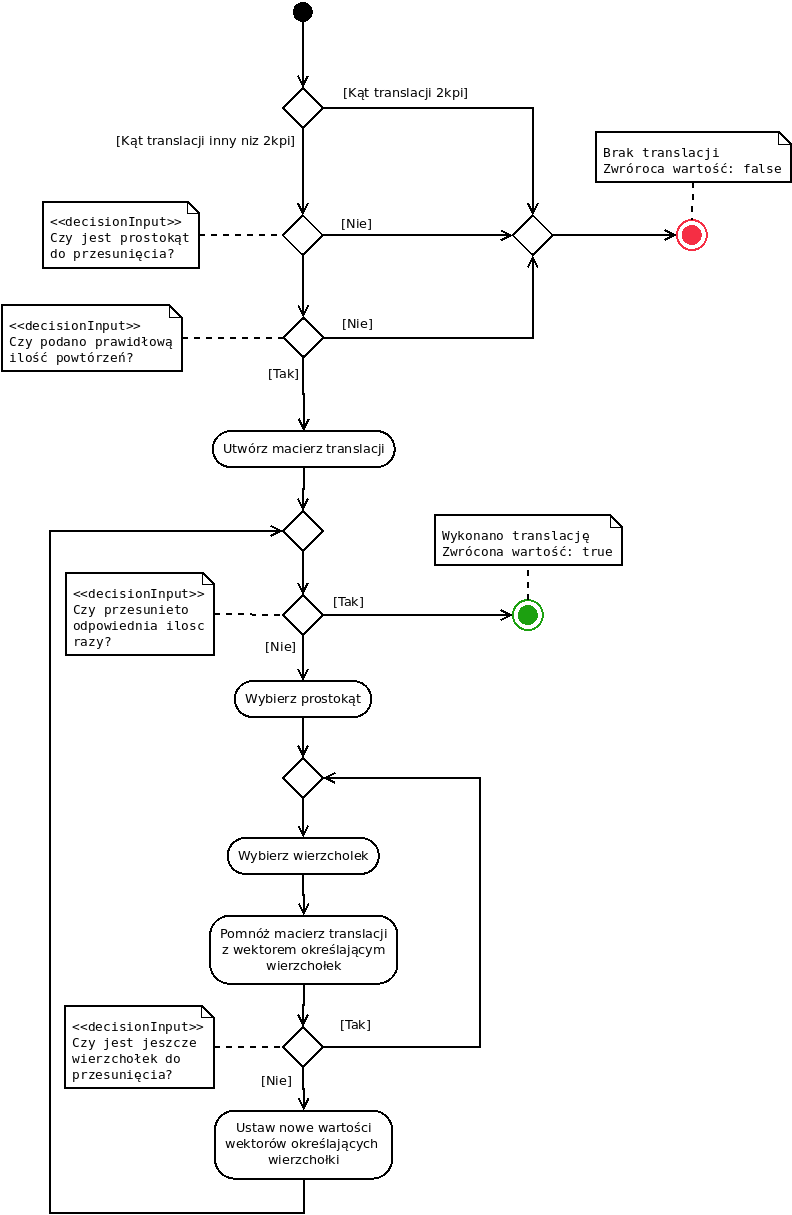 [Kąt translacji 2kpi]
[Kąt translacji inny niz 2kpi]
Brak translacji
Zwróroca wartość: false
<<decisionInput>>
Czy jest prostokąt
do przesunięcia?
[Nie]
<<decisionInput>>
Czy podano prawidłową
ilość powtórzeń?
[Nie]
[Tak]
Utwórz macierz translacji
Wykonano translację
Zwrócona wartość: true
<<decisionInput>>
Czy przesunieto
odpowiednia ilosc
razy?
[Tak]
[Nie]
Wybierz prostokąt
Wybierz wierzcholek
Pomnóż macierz translacji
z wektorem określającym
wierzchołek
<<decisionInput>>
Czy jest jeszcze
wierzchołek do
przesunięcia?
[Tak]
[Nie]
Ustaw nowe wartości
wektorów określających
wierzchołki